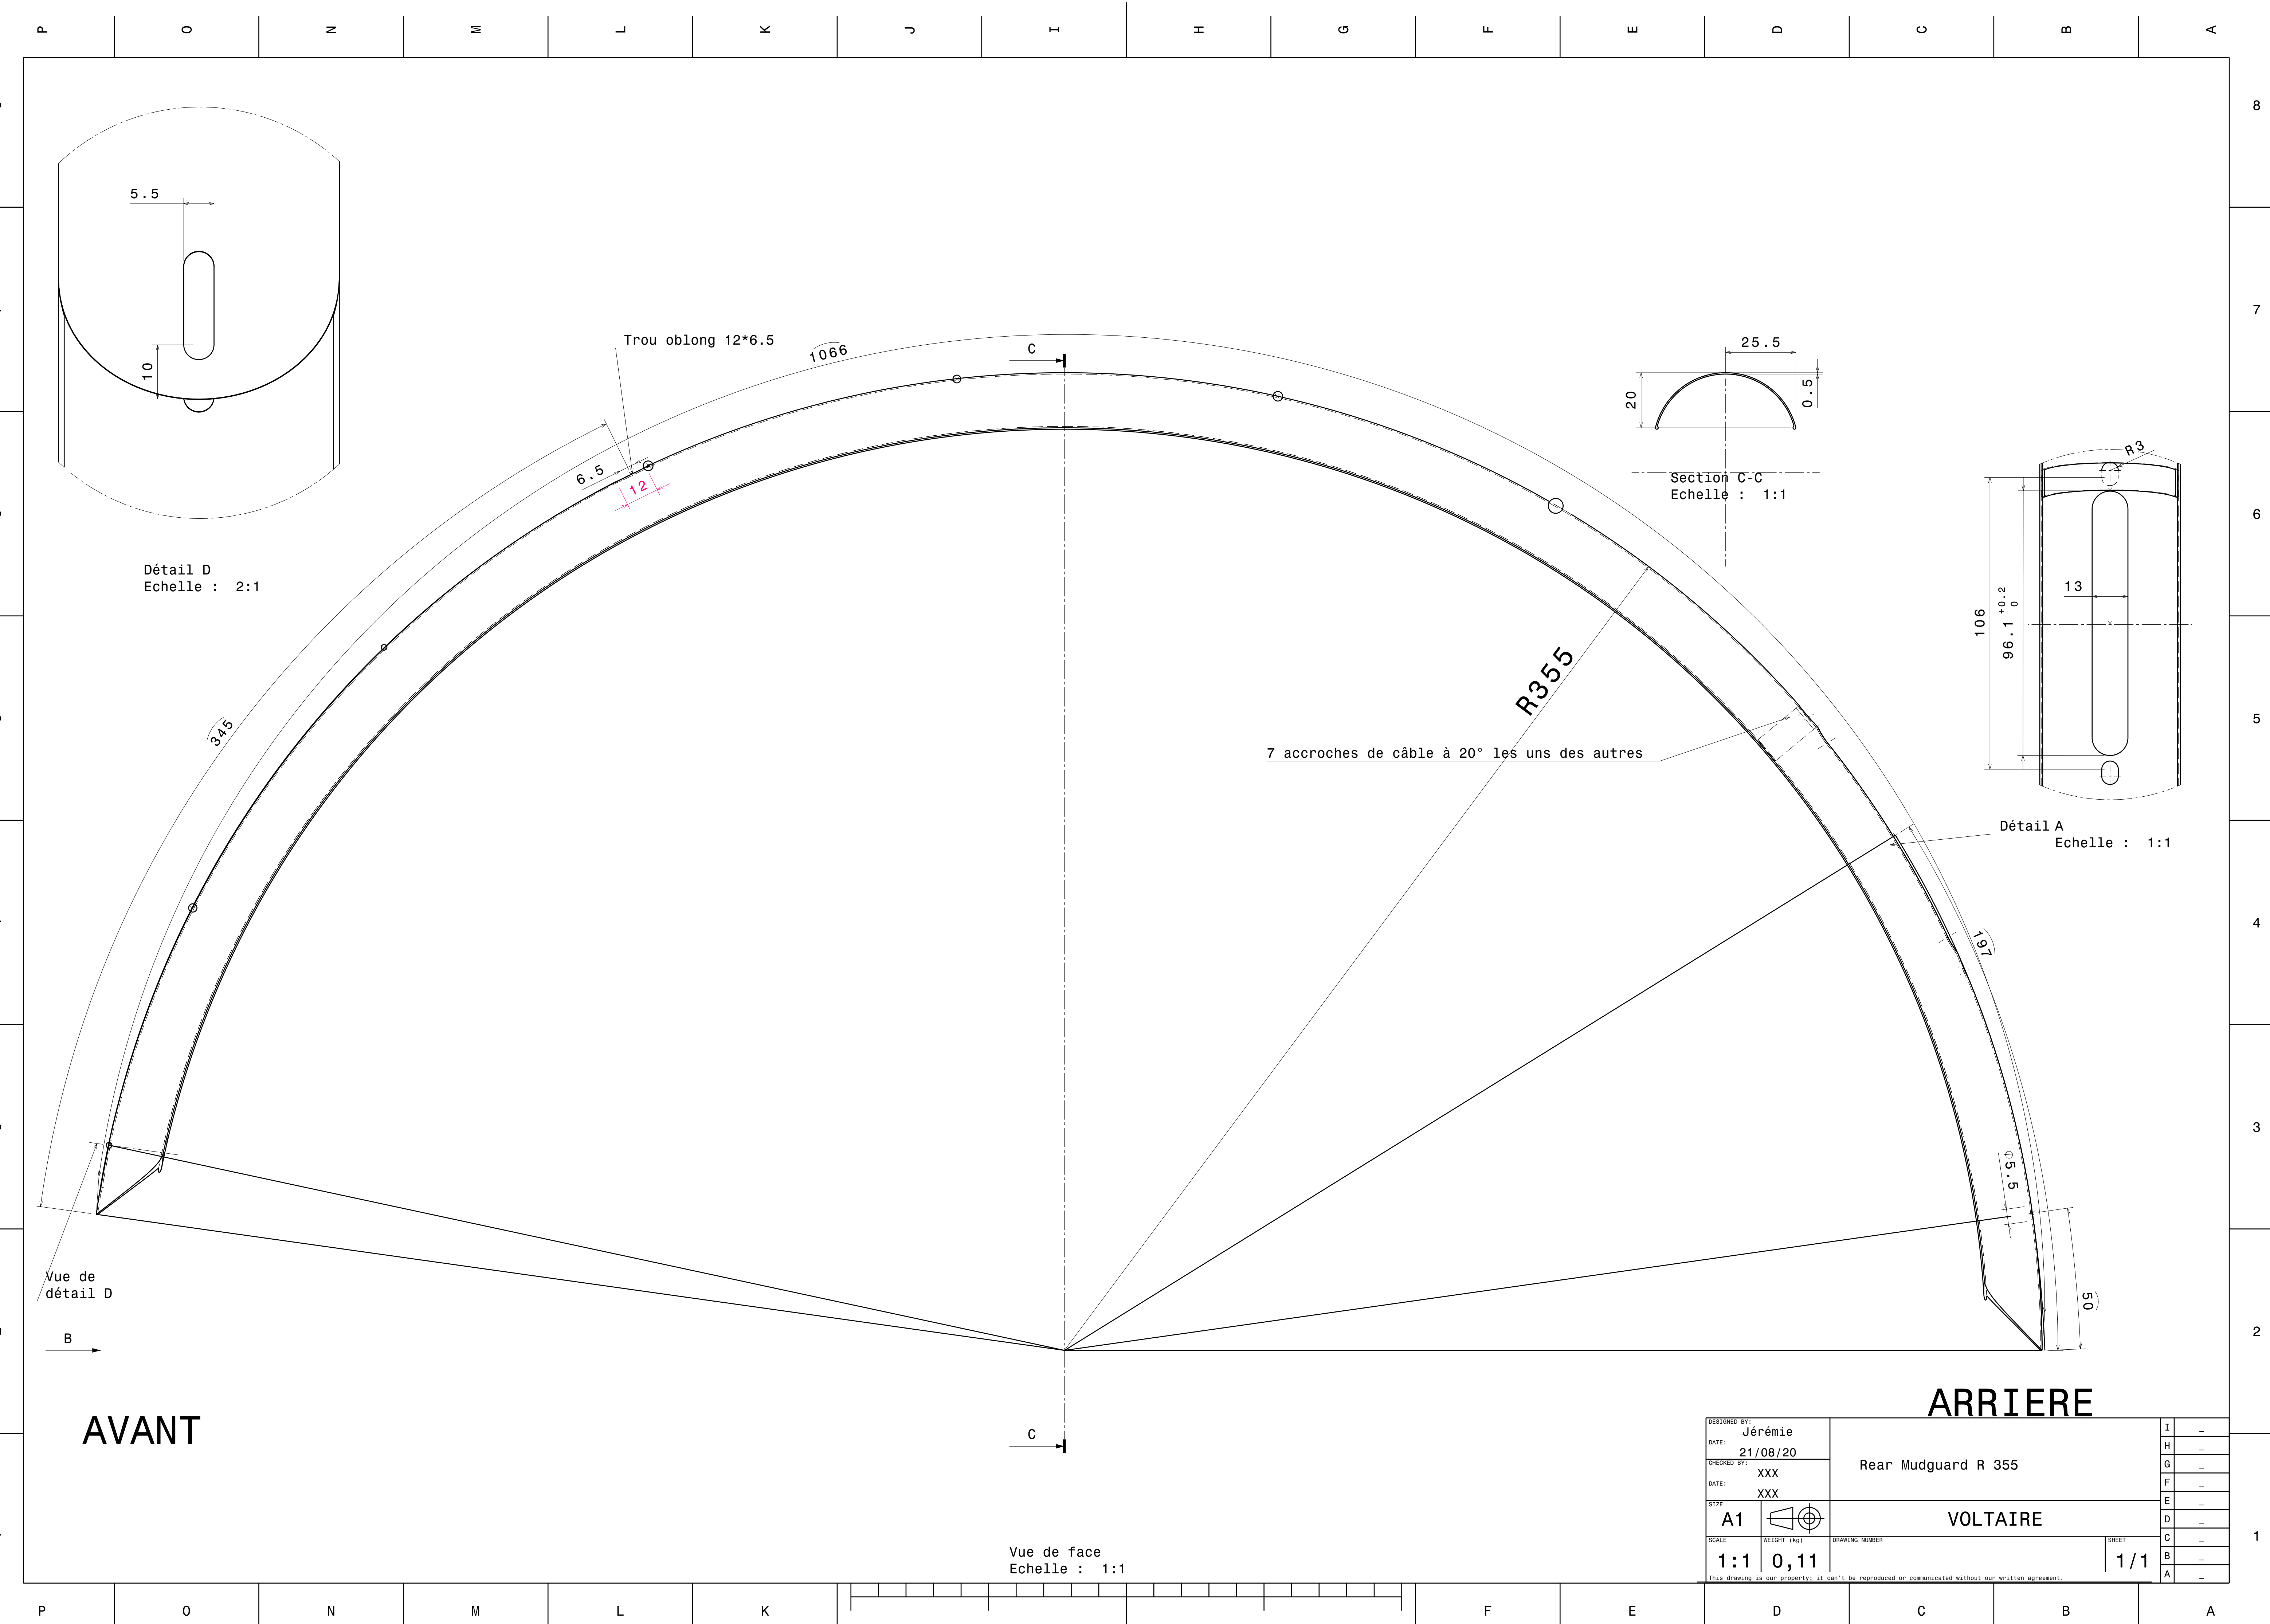 P O N M L K J I H G F E D C B A
8
7
6
5
4
3
2
1
5.5
10
Détail D
Echelle : 2:1
Trou oblong 12*6.5
1066
C
6.5
12
345
25.5
20
0.5
Section C-C
Echelle : 1:1
R3
13
106
96.1 +0.2
0
Détail A
Echelle : 1:1
R355
7 accroches de câble à 20° les uns des autres
197
Φ5.5
50
Vue de
détail D
B
AVANT
ARRIERE
C
Vue de face
Echelle : 1:1
DESIGNED BY:
Jérémie
DATE:
21/08/20
CHECKED BY:
XXX
DATE:
XXX
SIZE
A1
Rear Mudguard R 355
VOLTAIRE
SCALE
1:1
WEIGHT (kg)
0,11
DRAWING NUMBER
SHEET
1/1
This drawing is our property; it can't be reproduced or communicated without our written agreement.
I _
H _
G _
F _
E _
D _
C _
B _
A _
P O N M L K F E D C B A